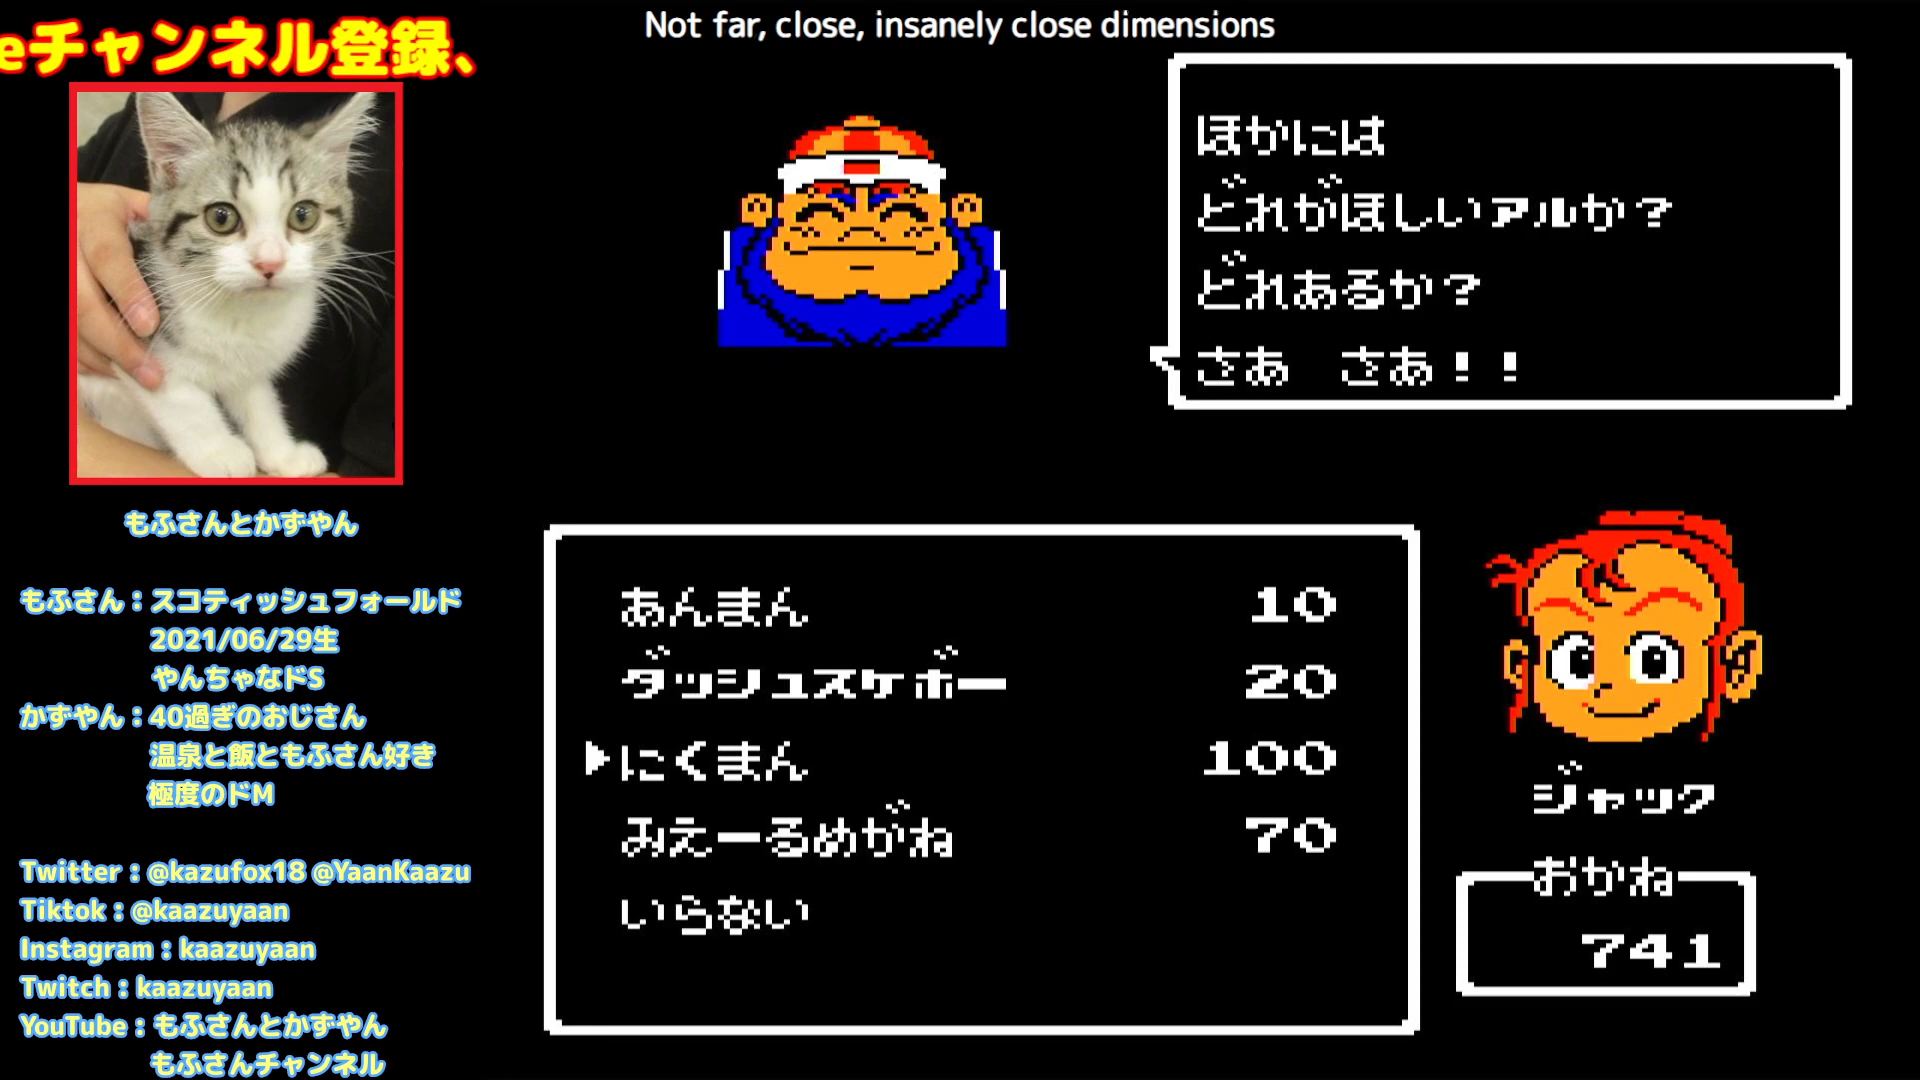 eチャンネル登録、
Not far, close, insanely close dimensions
ほかには
どれがほしいアルか？
どれあるか？
さあ　さあ！！
もふさんとかずやん
もふさん：スコティッシュフォールド
2021/06/29生
やんちゃなドS
かずやん：40過ぎのおじさん
温泉と飯ともふさん好き
極度のドM
Twitter：@kazufox18 @YaanKaazu
Tiktok：@kaazuyaan
Instagram：kaazuyaan
Twitch：kaazuyaan
YouTube：もふさんとかずやん
もふさんチャンネル
あんまん 10
ダッシュスケボー 20
▶にくまん 100
みえーるめがね 70
いらない
ジャック
おかね
741